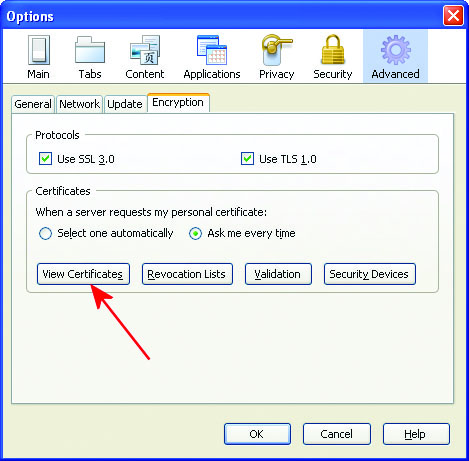 Options
Main Tabs Content Applications Privacy Security Advanced
General Network Update Encryption
Protocols
Use SSL 3.0 Use TLS 1.0
Certificates
When a server requests my personal certificate:
Select one automatically Ask me every time
View Certificates Revocation Lists Validation Security Devices
OK Cancel Help